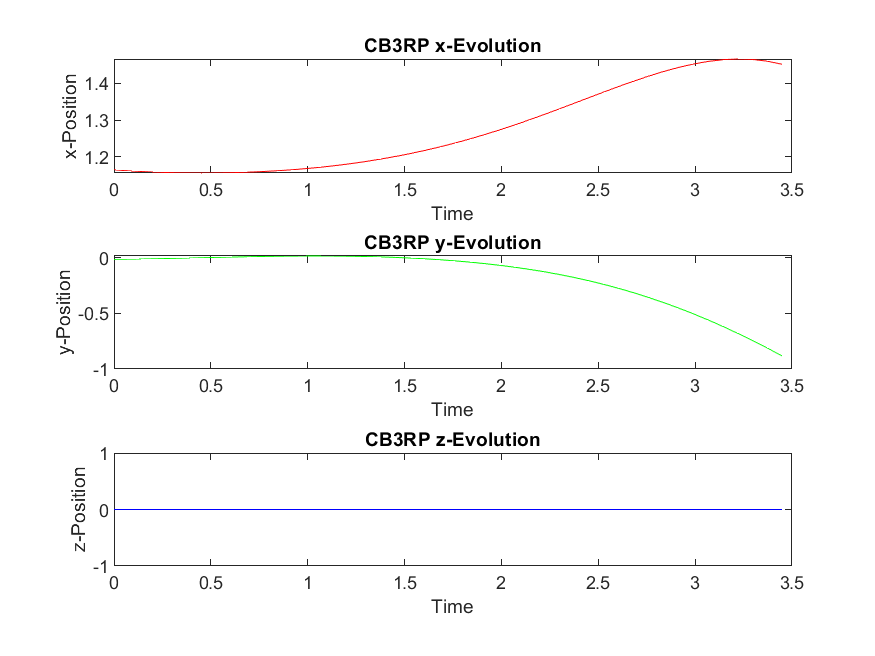 CB3RP x-Evolution
1.4
1.3
1.2
x-Position
0 0.5 1 1.5 2 2.5 3 3.5
Time
CB3RP y-Evolution
0
-0.5
-1
y-Position
0 0.5 1 1.5 2 2.5 3 3.5
Time
CB3RP z-Evolution
1
0
-1
z-Position
0 0.5 1 1.5 2 2.5 3 3.5
Time